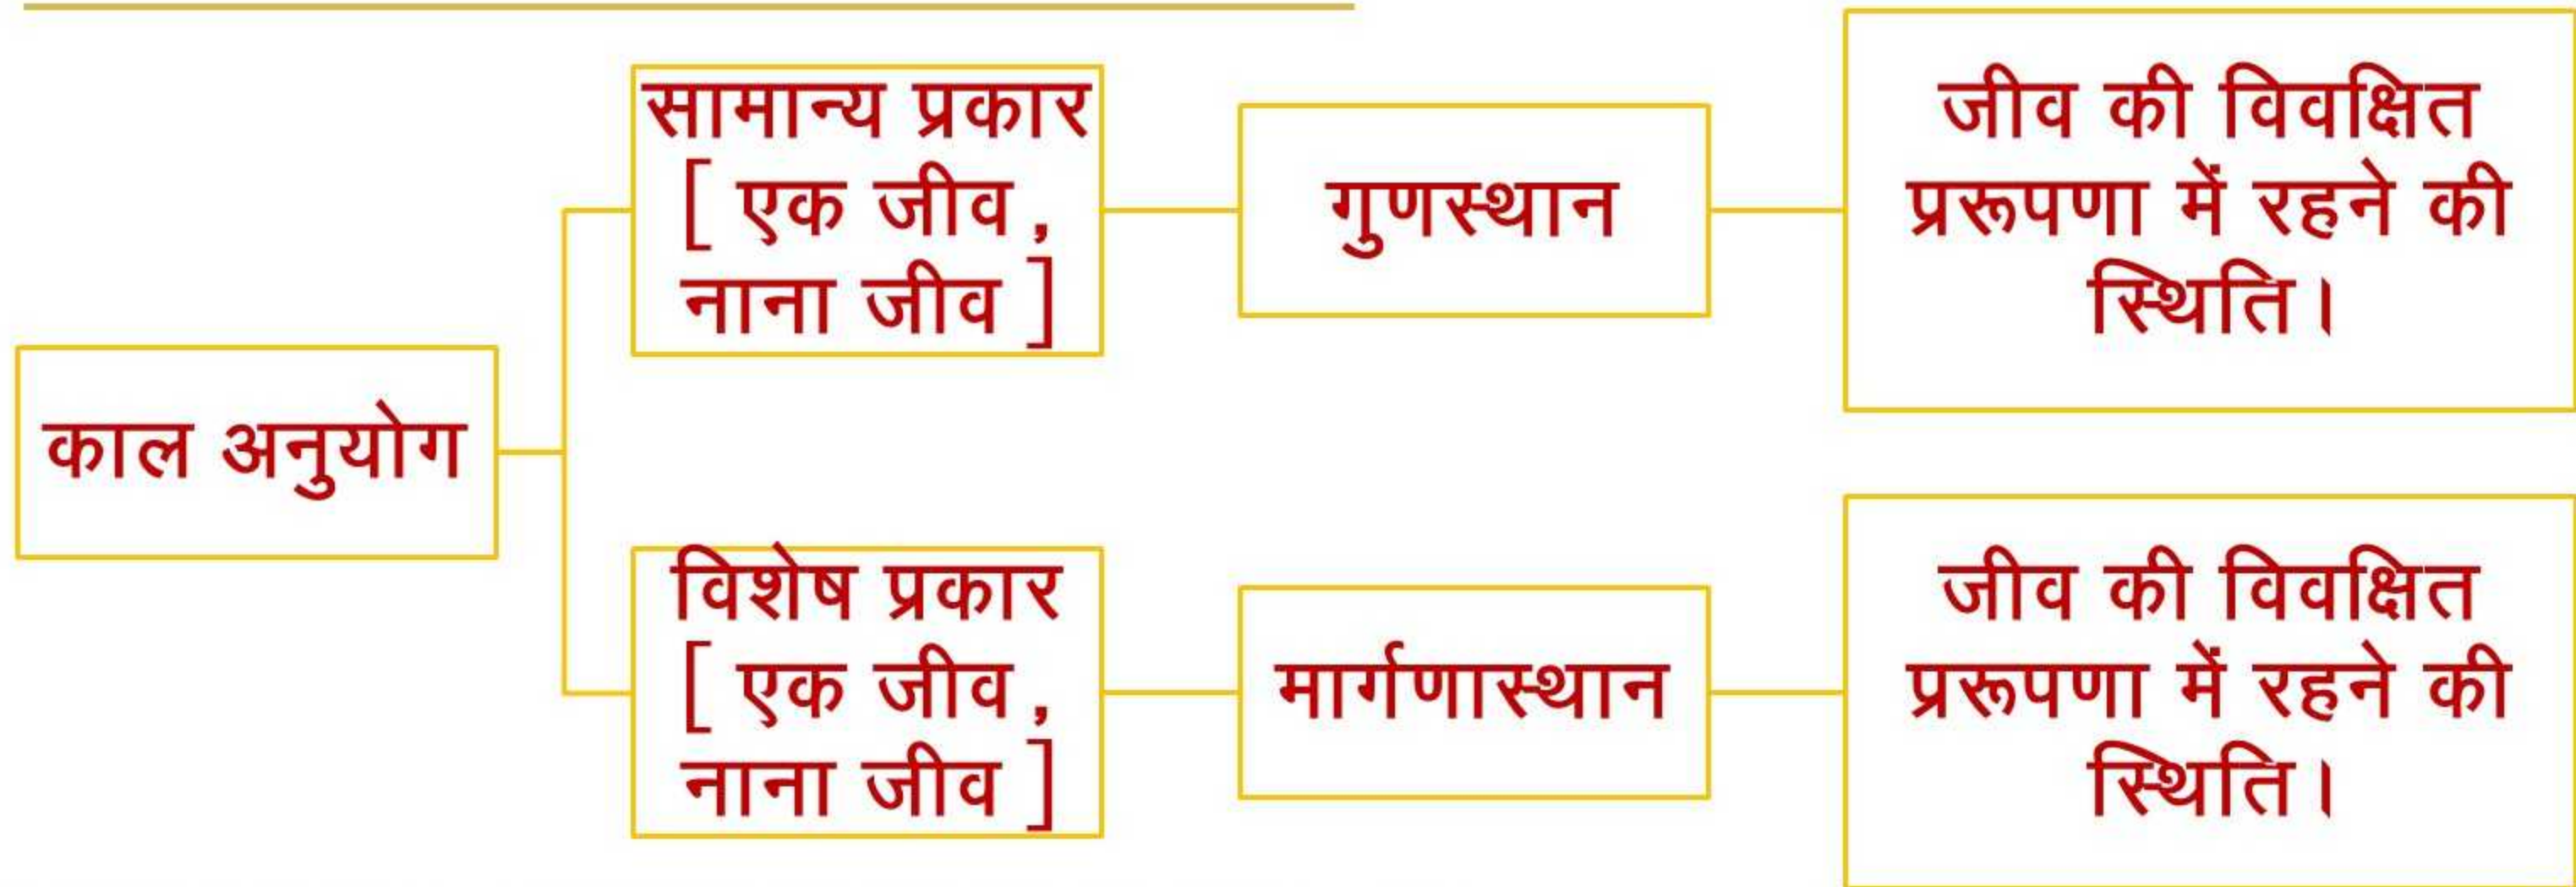 काल अनुयोग
सामान्य प्रकार
[ एक जीव ,
नाना जीव ]
गुणस्थान
जीव की विवक्षित
प्ररूपणा में रहने की
स्थिति।
विशेष प्रकार
[ एक जीव ,
नाना जीव ]
मार्गणास्थान
जीव की विवक्षित
प्ररूपणा में रहने की
स्थिति।